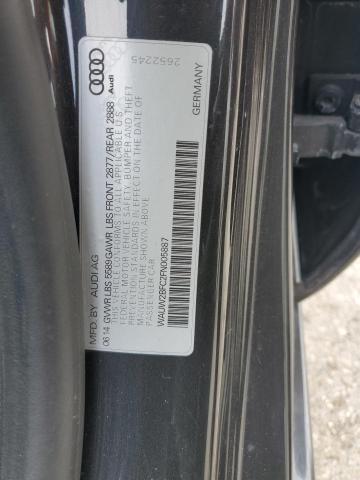 MFD. BY AUDI AG
06 14 GVWR LBS 5589 GAWR LBS FRONT 2877/REAR 2888
THIS VEHICLE CONFORMS TO ALL APPLICABLE U.S.
FEDERAL MOTOR VEHICLE SAFETY, BUMPER AND THEFT
PREVENTION STANDARDS IN EFFECT ON THE DATE OF
MANUFACTURE SHOWN ABOVE.
PASSENGER CAR
WAUW2BFC2FN005887
Audi
2652245
GERMANY